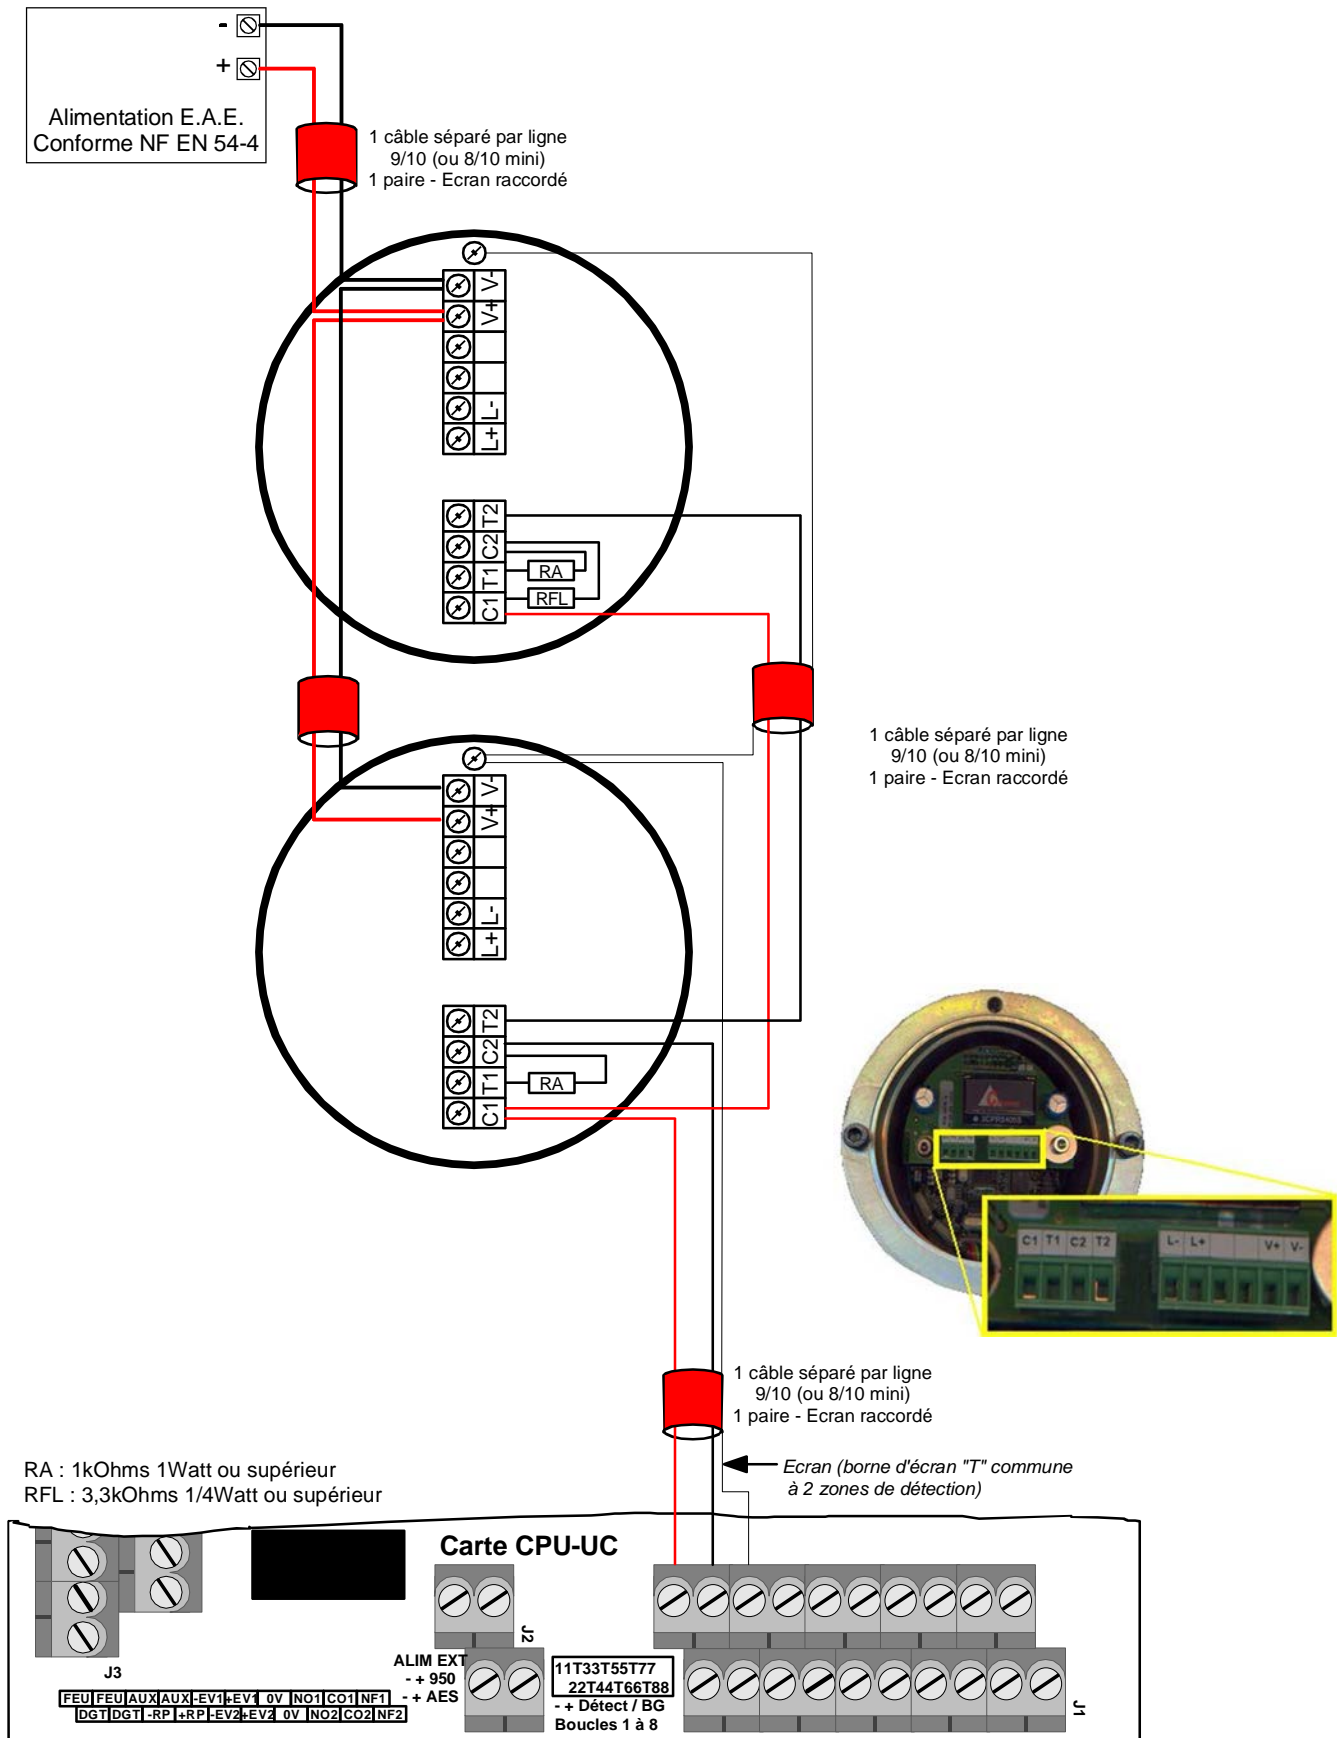 -
+
Alimentation E.A.E.
Conforme NF EN 54-4
1 câble séparé par ligne
9/10 (ou 8/10 mini)
1 paire - Ecran raccordé
V-
V+
L-
L+
T2
C2
T1
C1
RA
RFL
1 câble séparé par ligne
9/10 (ou 8/10 mini)
1 paire - Ecran raccordé
V-
V+
L-
L+
T2
C2
T1
C1
RA
C1 T1 C2 T2
L- L+ V+ V-
1 câble séparé par ligne
9/10 (ou 8/10 mini)
1 paire - Ecran raccordé
Ecran (borne d'écran "T" commune
à 2 zones de détection)
RA : 1kOhms 1Watt ou supérieur
RFL : 3,3kOhms 1/4Watt ou supérieur
Carte CPU-UC
J3
J2
J1
ALIM EXT
- + 950
- + AES
11T33T55T77
22T44T66T88
- + Détect / BG
Boucles 1 à 8
FEU FEU AUX AUX -EV1 +EV1 0V NO1 CO1 NF1
DGT DGT -RP +RP -EV2 +EV2 0V NO2 CO2 NF2